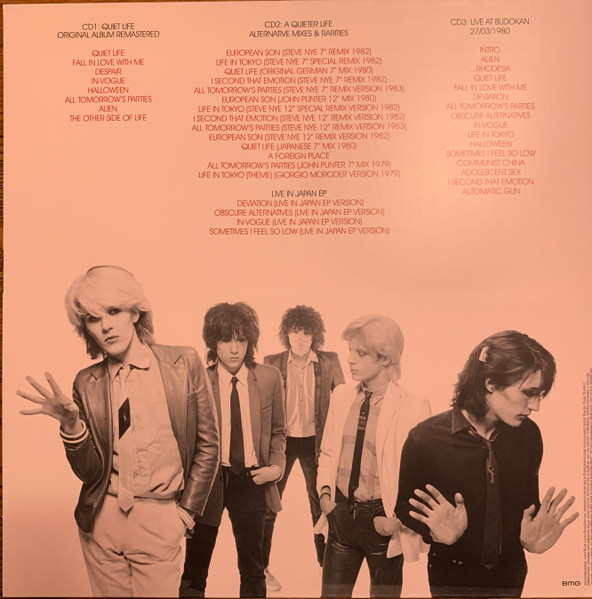 CD1: QUIET LIFE
ORIGINAL ALBUM REMASTERED
QUIET LIFE
FALL IN LOVE WITH ME
DESPAIR
IN-VOGUE
HALLOWEEN
ALL TOMORROW'S PARTIES
ALIEN
THE OTHER SIDE OF LIFE
CD2: A QUIETER LIFE
ALTERNATIVE MIXES & RARITIES
EUROPEAN SON (STEVE NYE 7" REMIX 1982)
LIFE IN TOKYO (STEVE NYE 7" SPECIAL REMIX 1982)
QUIET LIFE (ORIGINAL GERMAN 7" MIX 1980)
I SECOND THAT EMOTION (STEVE NYE 7" REMIX 1982)
ALL TOMORROW'S PARTIES (STEVE NYE 7" REMIX VERSION 1983)
EUROPEAN SON (JOHN PUNTER 12" MIX 1980)
LIFE IN TOKYO (STEVE NYE 12" SPECIAL REMIX VERSION 1982)
I SECOND THAT EMOTION (STEVE NYE 12" REMIX VERSION 1982)
ALL TOMORROW'S PARTIES (STEVE NYE 12" REMIX VERSION 1983)
EUROPEAN SON (STEVE NYE 12" REMIX VERSION 1982)
QUIET LIFE (JAPANESE 7" MIX 1980)
A FOREIGN PLACE
ALL TOMORROW'S PARTIES (JOHN PUNTER 7" MIX 1979)
LIFE IN TOKYO (THEME) (GIORGIO MORODER VERSION 1979)
LIVE IN JAPAN EP
DEVIATION (LIVE IN JAPAN EP VERSION)
OBSCURE ALTERNATIVES (LIVE IN JAPAN EP VERSION)
IN-VOGUE (LIVE IN JAPAN EP VERSION)
SOMETIMES I FEEL SO LOW (LIVE IN JAPAN EP VERSION)
CD3: LIVE AT BUDOKAN
27/03/1980
INTRO
ALIEN
...RHODESIA
QUIET LIFE
FALL IN LOVE WITH ME
DEVIATION
ALL TOMORROW'S PARTIES
OBSCURE ALTERNATIVES
IN-VOGUE
LIFE IN TOKYO
HALLOWEEN
SOMETIMES I FEEL SO LOW
COMMUNIST CHINA
ADOLESCENT SEX
I SECOND THAT EMOTION
AUTOMATIC GUN
BMG